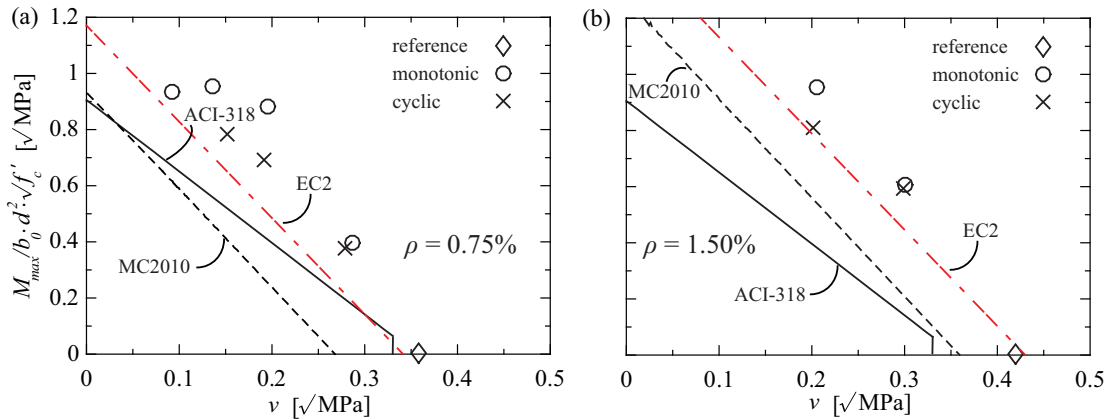 (a)
1.2
1
0.8
0.6
0.4
0.2
0
M_max/b_0·d²·√f_c′ [√MPa]
reference
monotonic
cyclic
ACI-318
EC2
MC2010
ρ = 0.75%
0 0.1 0.2 0.3 0.4 0.5
v [√MPa]
(b)
reference
monotonic
cyclic
MC2010
EC2
ρ = 1.50%
ACI-318
0 0.1 0.2 0.3 0.4 0.5
v [√MPa]